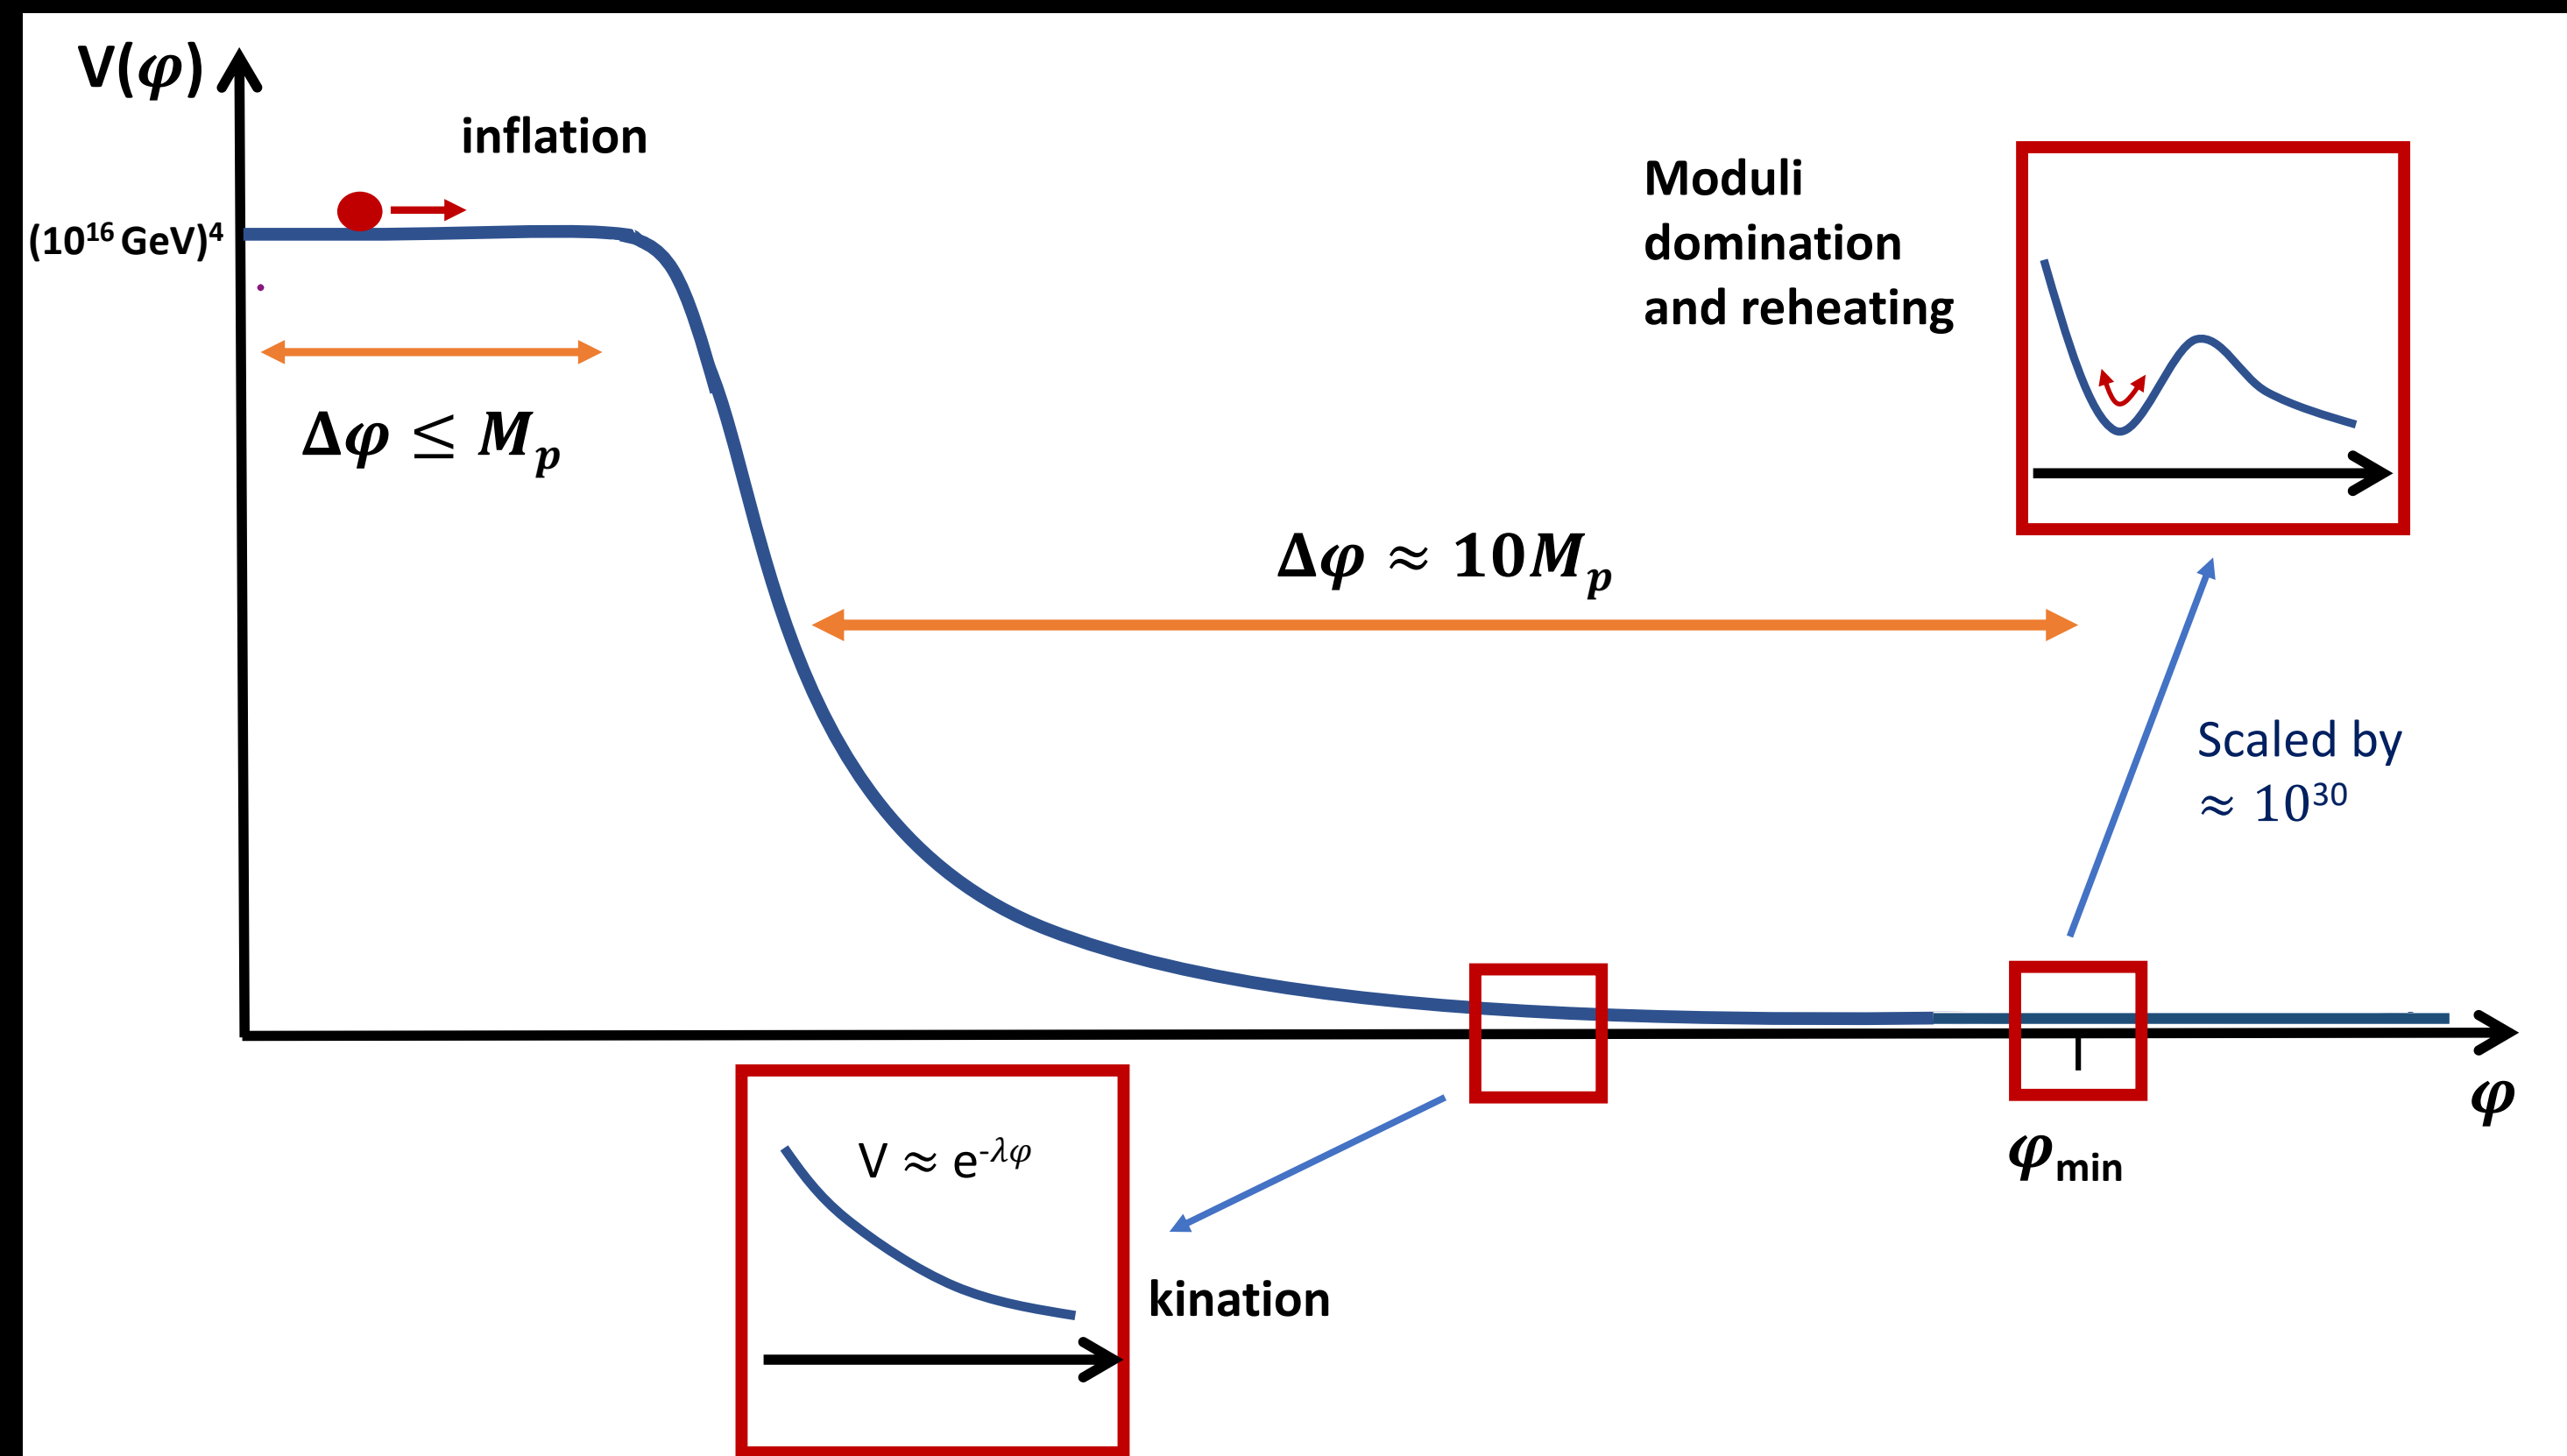 V(φ)
inflation
(10¹⁶ GeV)⁴
Δφ ≤ Mₚ
Moduli
domination
and reheating
Δφ ≈ 10Mₚ
Scaled by
≈ 10³⁰
φ
φmin
V ≈ e^-λφ
kination